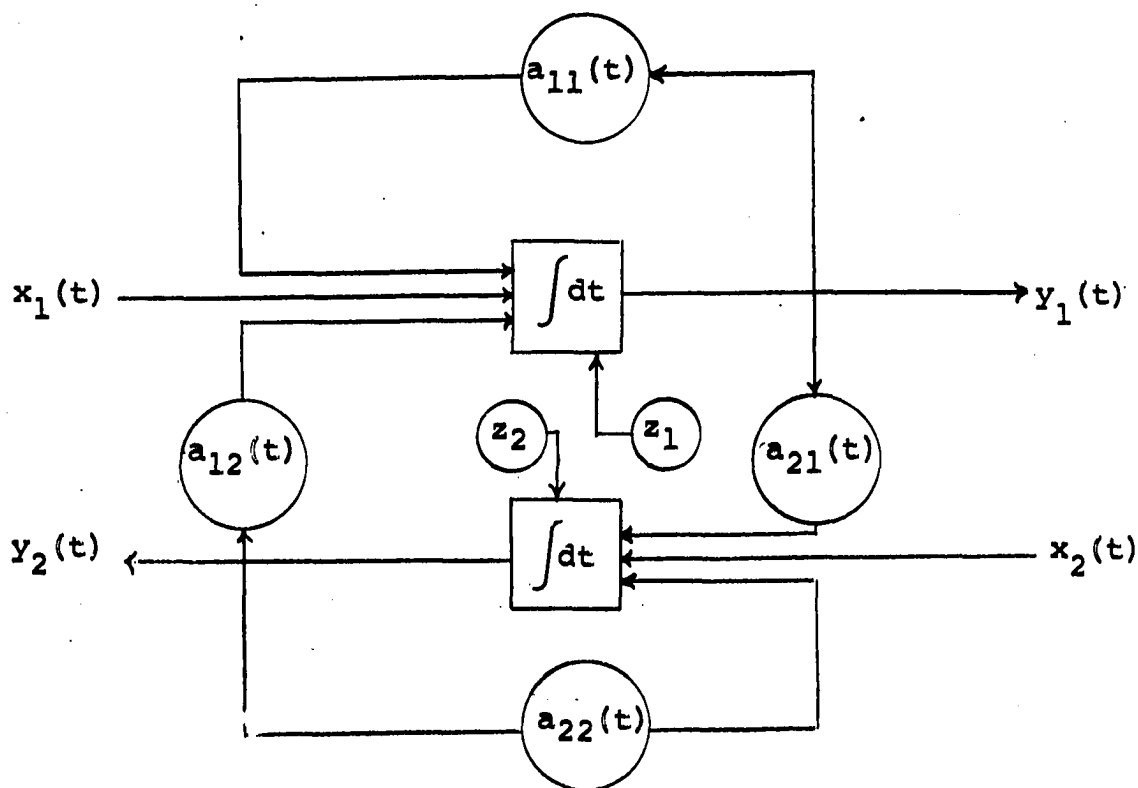 a11(t)
x1(t)
∫dt
y1(t)
z2
z1
a12(t)
a21(t)
y2(t)
∫dt
x2(t)
a22(t)